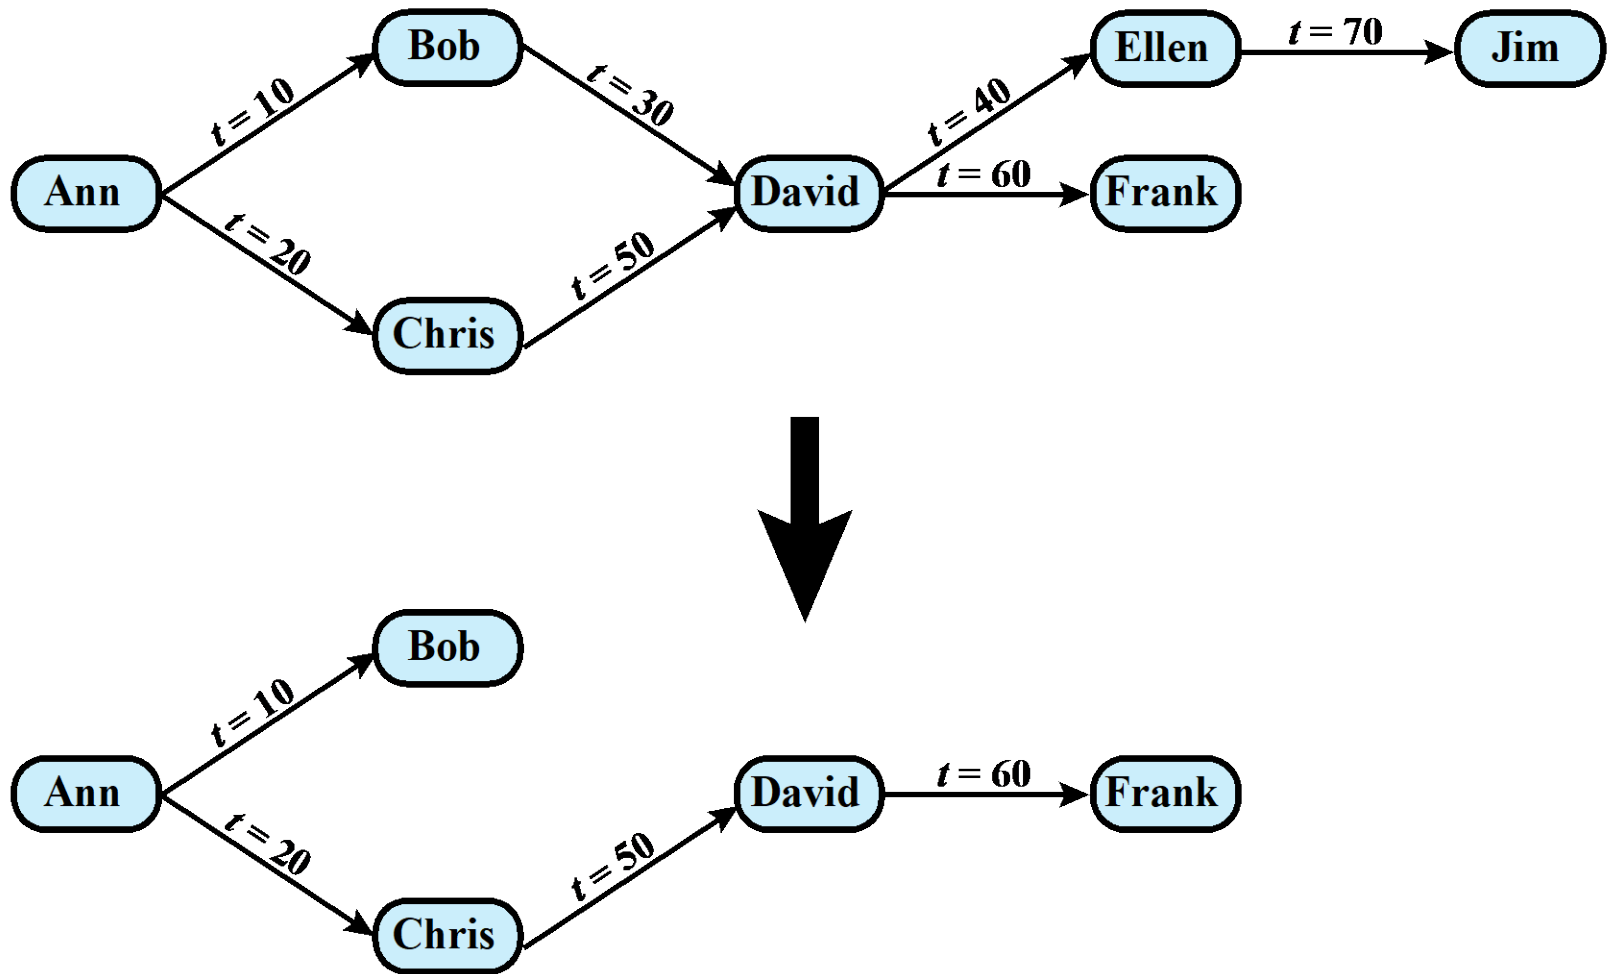 Bob
Ellen
t = 70
Jim
t = 10
t = 30
t = 40
Ann
David
t = 60
Frank
t = 20
t = 50
Chris
Bob
t = 10
Ann
David
t = 60
Frank
t = 20
t = 50
Chris